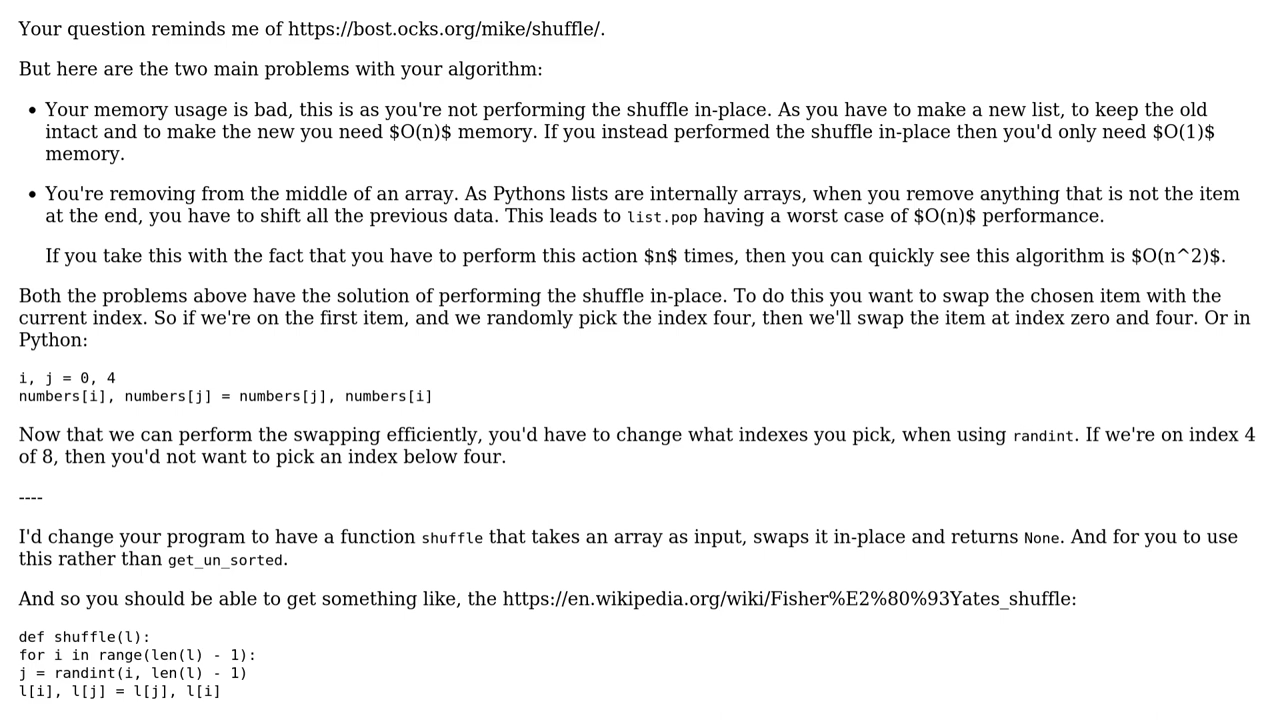 Your question reminds me of https://bost.ocks.org/mike/shuffle/.
But here are the two main problems with your algorithm:
• Your memory usage is bad, this is as you're not performing the shuffle in-place. As you have to make a new list, to keep the old
intact and to make the new you need $O(n)$ memory. If you instead performed the shuffle in-place then you'd only need $O(1)$
memory.
• You're removing from the middle of an array. As Pythons lists are internally arrays, when you remove anything that is not the item
at the end, you have to shift all the previous data. This leads to list.pop having a worst case of $O(n)$ performance.
If you take this with the fact that you have to perform this action $n$ times, then you can quickly see this algorithm is $O(n^2)$.
Both the problems above have the solution of performing the shuffle in-place. To do this you want to swap the chosen item with the
current index. So if we're on the first item, and we randomly pick the index four, then we'll swap the item at index zero and four. Or in
Python:
i, j = 0, 4
numbers[i], numbers[j] = numbers[j], numbers[i]
Now that we can perform the swapping efficiently, you'd have to change what indexes you pick, when using randint. If we're on index 4
of 8, then you'd not want to pick an index below four.
----
I'd change your program to have a function shuffle that takes an array as input, swaps it in-place and returns None. And for you to use
this rather than get_un_sorted.
And so you should be able to get something like, the https://en.wikipedia.org/wiki/Fisher%E2%80%93Yates_shuffle:
def shuffle(l):
for i in range(len(l) - 1):
j = randint(i, len(l) - 1)
l[i], l[j] = l[j], l[i]